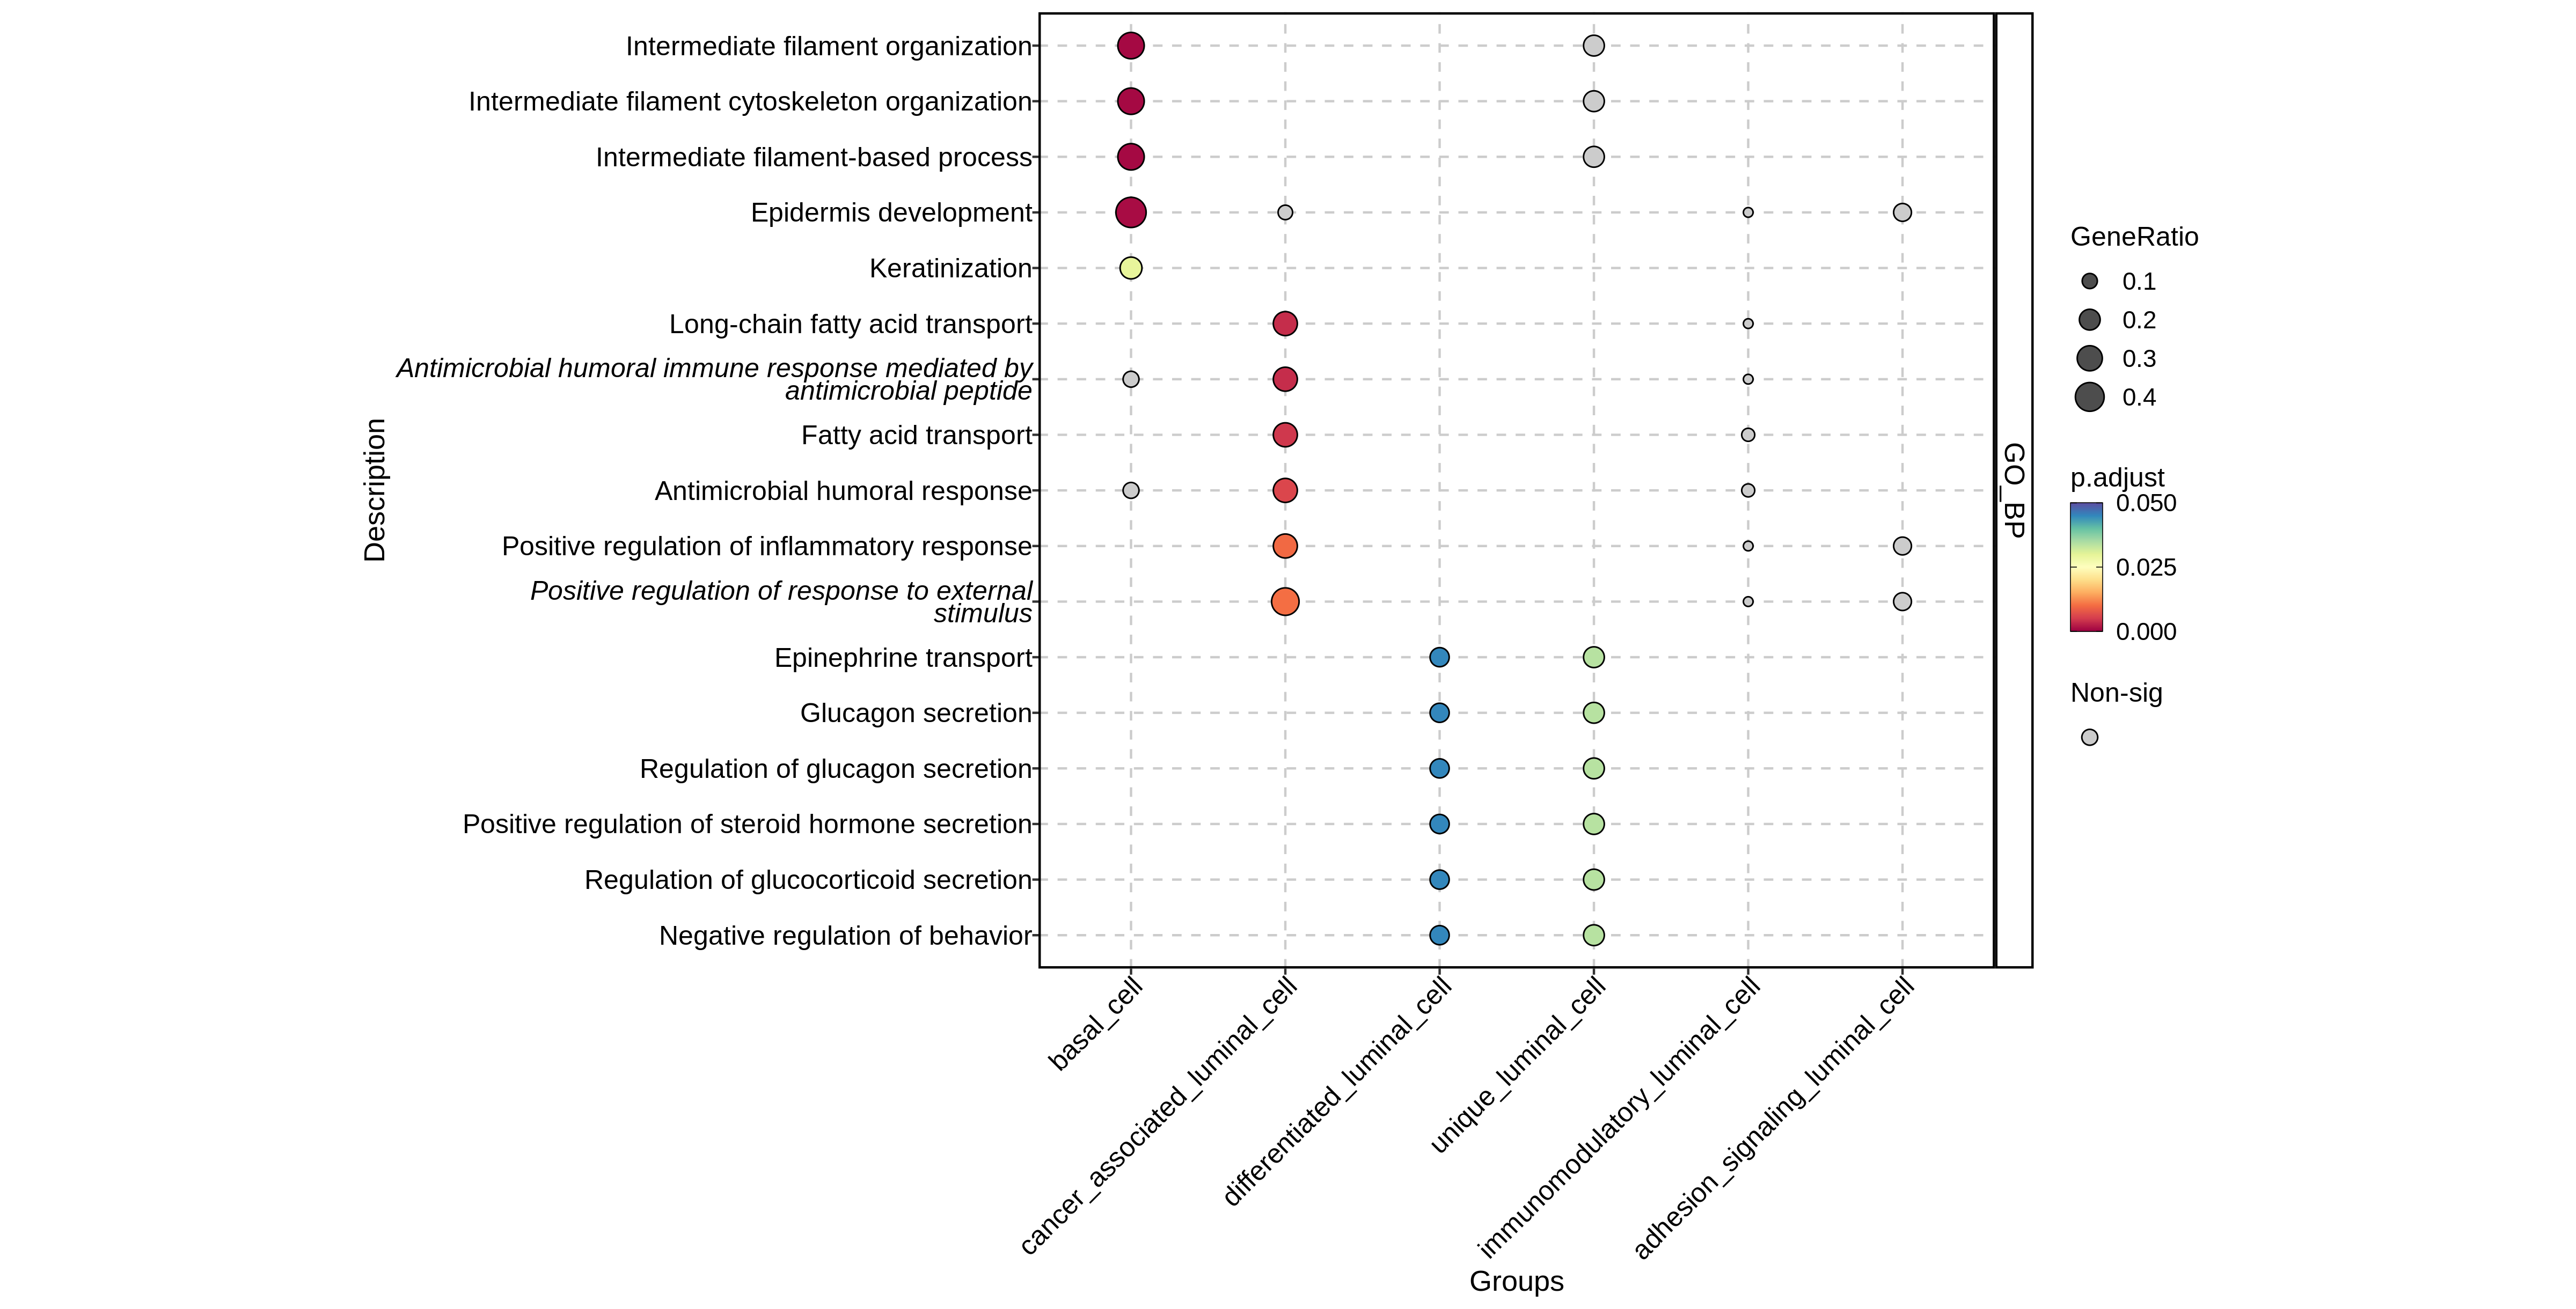 Intermediate filament organization
Intermediate filament cytoskeleton organization
Intermediate filament-based process
Epidermis development
Keratinization
Long-chain fatty acid transport
Antimicrobial humoral immune response mediated by
antimicrobial peptide
Fatty acid transport
Antimicrobial humoral response
Positive regulation of inflammatory response
Positive regulation of response to external
stimulus
Epinephrine transport
Glucagon secretion
Regulation of glucagon secretion
Positive regulation of steroid hormone secretion
Regulation of glucocorticoid secretion
Negative regulation of behavior
Description
basal_cell
cancer_associated_luminal_cell
differentiated_luminal_cell
unique_luminal_cell
immunomodulatory_luminal_cell
adhesion_signaling_luminal_cell
Groups
GO_BP
GeneRatio
0.1
0.2
0.3
0.4
p.adjust
0.050
0.025
0.000
Non-sig